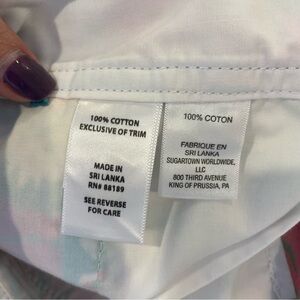 100% COTTON
EXCLUSIVE OF TRIM
MADE IN
SRI LANKA
RN# 88189
SEE REVERSE
FOR CARE
100% COTON
FABRIQUE EN
SRI LANKA
SUGARTOWN WORLDWIDE,
LLC
800 THIRD AVENUE
KING OF PRUSSIA, PA